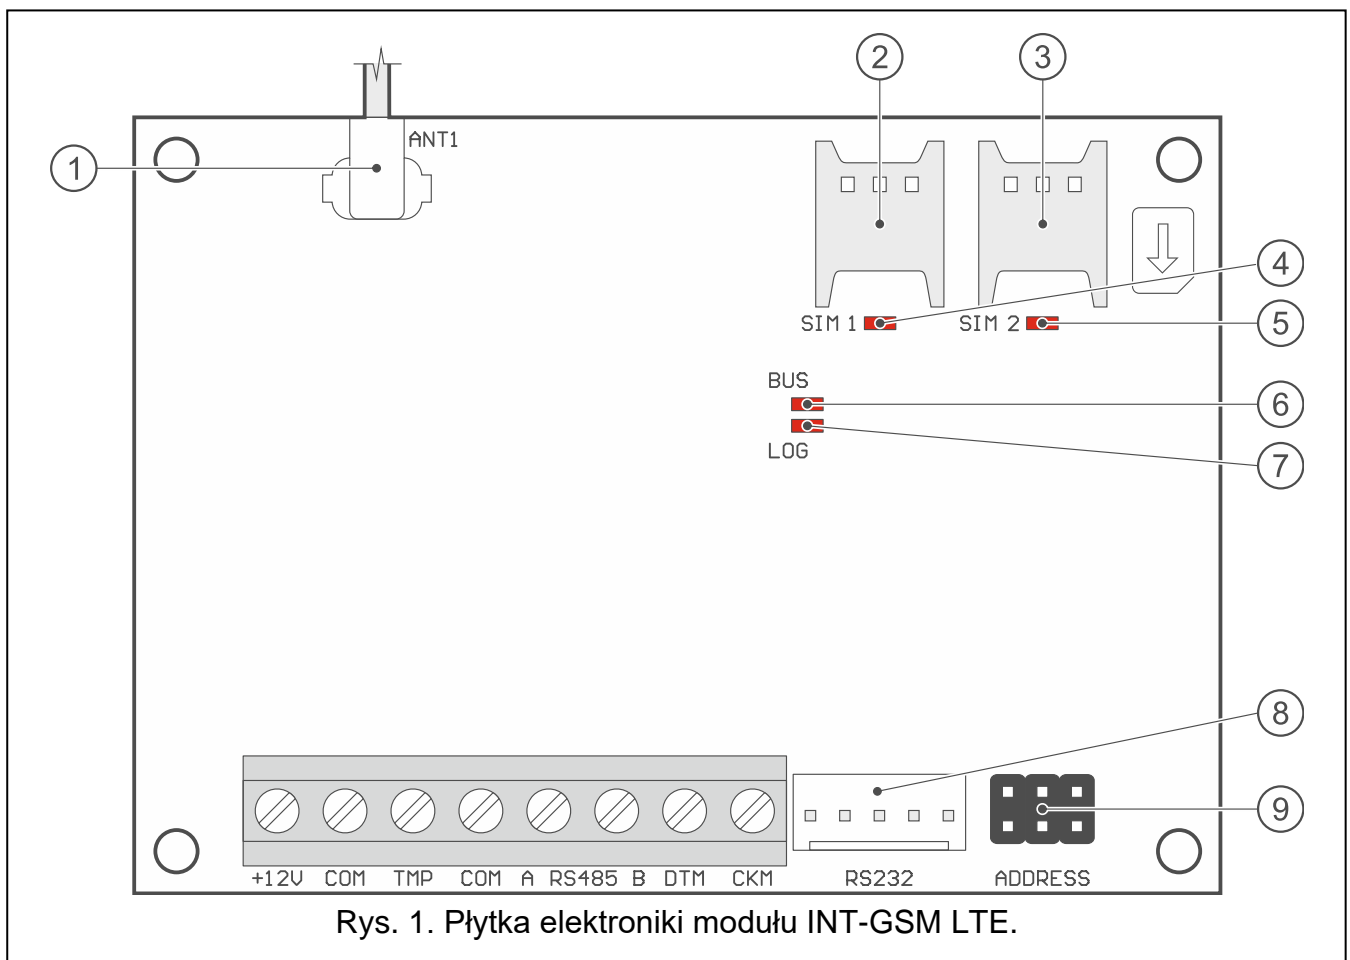 2 3
ANT1
1
4
SIM 1 SIM 2 5
BUS
6
LOG
7
8
9
+12V COM TMP COM A RS485 B DTM CKM RS232 ADDRESS
Rys. 1. Płytka elektroniki modułu INT-GSM LTE.